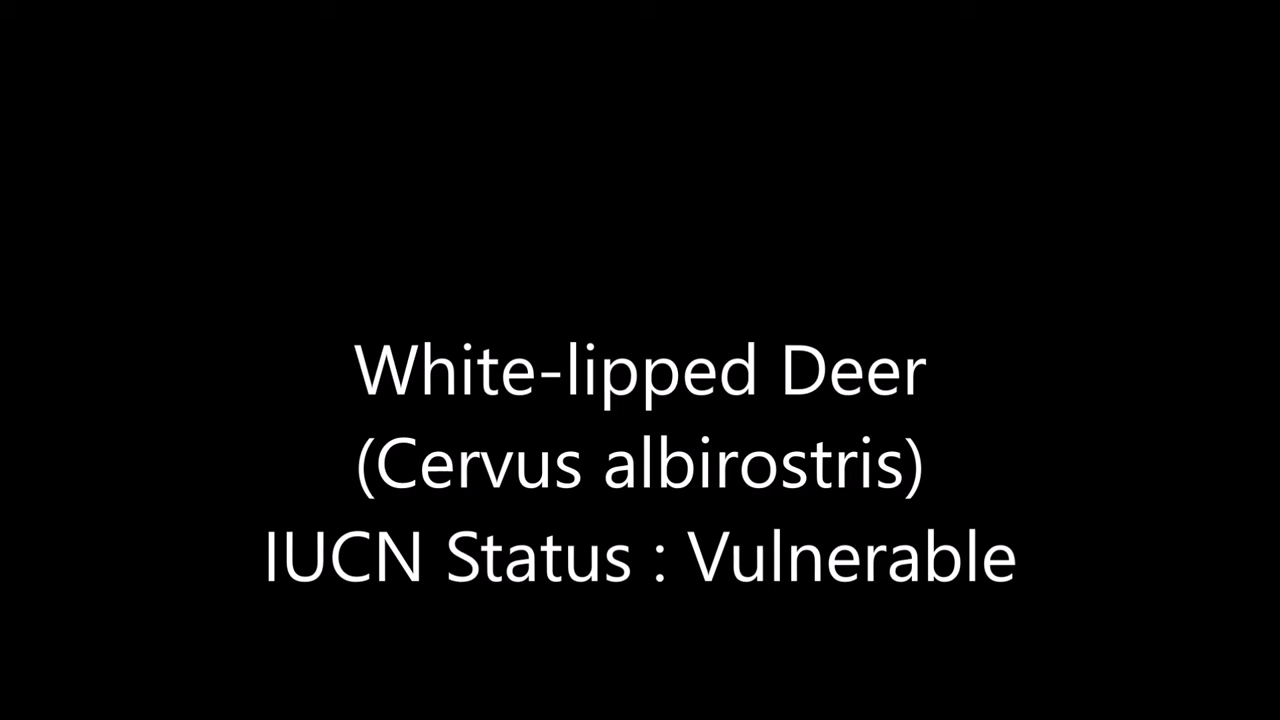 White-lipped Deer
(Cervus albirostris)
IUCN Status : Vulnerable